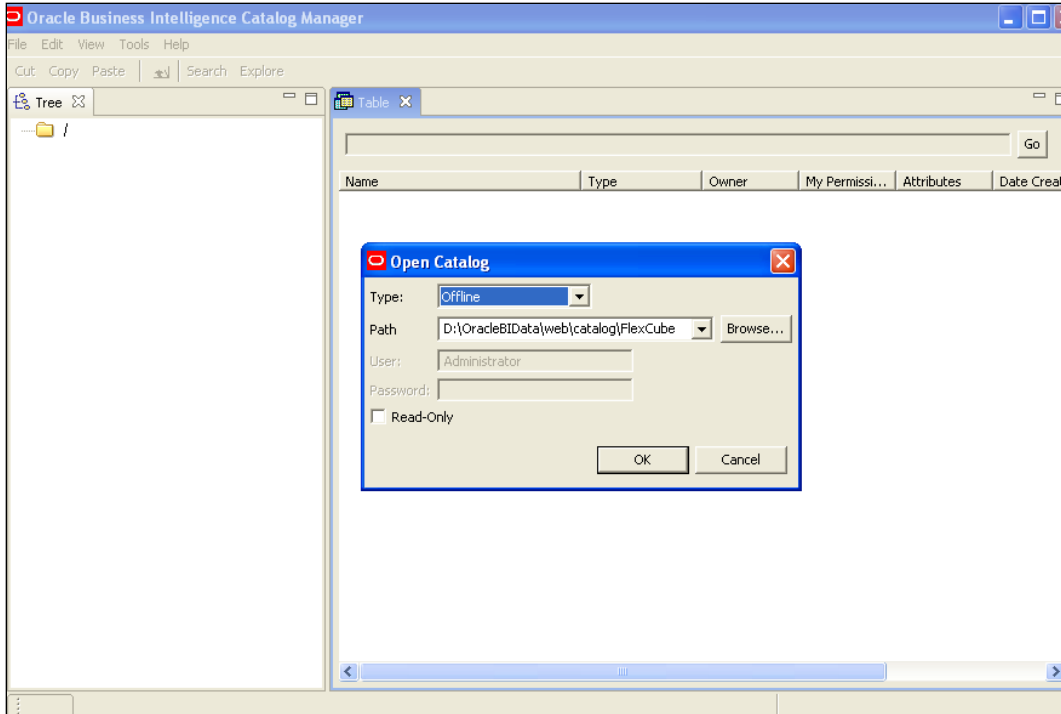 Oracle Business Intelligence Catalog Manager
File Edit View Tools Help
Cut Copy Paste Search Explore
Tree
/
Table
Go
Name Type Owner My Permissi... Attributes Date Creat
Open Catalog
Type: Offline
Path D:\OracleBIData\web\catalog\FlexCube Browse...
User: Administrator
Password:
Read-Only
OK Cancel